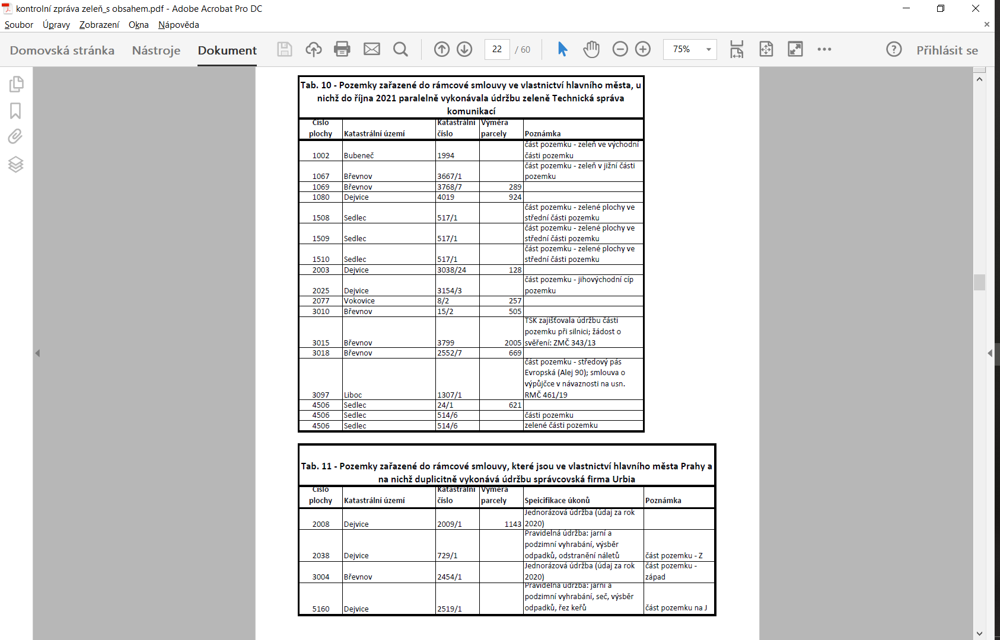 kontrolní zpráva zeleň_s obsahem.pdf - Adobe Acrobat Pro DC
Soubor Úpravy Zobrazení Okna Nápověda
Domovská stránka Nástroje Dokument 22 / 60 75% Přihlásit se
Tab. 10 - Pozemky zařazené do rámcové smlouvy ve vlastnictví hlavního města, u
nichž do října 2021 paralelně vykonávala údržbu zeleně Technická správa
komunikací
Číslo plochy Katastrální území Katastrální číslo Výměra parcely Poznámka
1002 Bubeneč 1994 část pozemku - zeleň ve východní části pozemku
1067 Břevnov 3667/1 část pozemku - zeleň v jižní části pozemku
1069 Břevnov 3768/7 289
1080 Dejvice 4019 924
1508 Sedlec 517/1 část pozemku - zelené plochy ve střední části pozemku
1509 Sedlec 517/1 část pozemku - zelené plochy ve střední části pozemku
1510 Sedlec 517/1 část pozemku - zelené plochy ve střední části pozemku
2003 Dejvice 3038/24 128
2025 Dejvice 3154/3 část pozemku - jihovýchodní cíp pozemku
2077 Vokovice 8/2 257
3010 Břevnov 15/2 505
3015 Břevnov 3799 2005 TSK zajišťovala údržbu části pozemku při silnici; žádost o svěření: ZMČ 343/13
3018 Břevnov 2552/7 669
3097 Liboc 1307/1 část pozemku - středový pás Evropská (Alej 90); smlouva o výpůjčce v návaznosti na usn. RMČ 461/19
4506 Sedlec 24/1 621
4506 Sedlec 514/6 části pozemku
4506 Sedlec 514/6 zelené části pozemku
Tab. 11 - Pozemky zařazené do rámcové smlouvy, které jsou ve vlastnictví hlavního města Prahy a
na nichž duplicitně vykonává údržbu správcovská firma Urbia
Číslo plochy Katastrální území Katastrální číslo Výměra parcely Speicifikace úkonů Poznámka
2008 Dejvice 2009/1 1143 Jednorázová údržba (údaj za rok 2020)
2038 Dejvice 729/1 Pravidelná údržba: jarní a podzimní vyhrabání, výsběr odpadků, odstranění náletů část pozemku - Z
3004 Břevnov 2454/1 Jednorázová údržba (údaj za rok 2020) část pozemku - západ
5160 Dejvice 2519/1 Pravidelná údržba: jarní a podzimní vyhrabání, seč, výsběr odpadků, řez keřů část pozemku na J